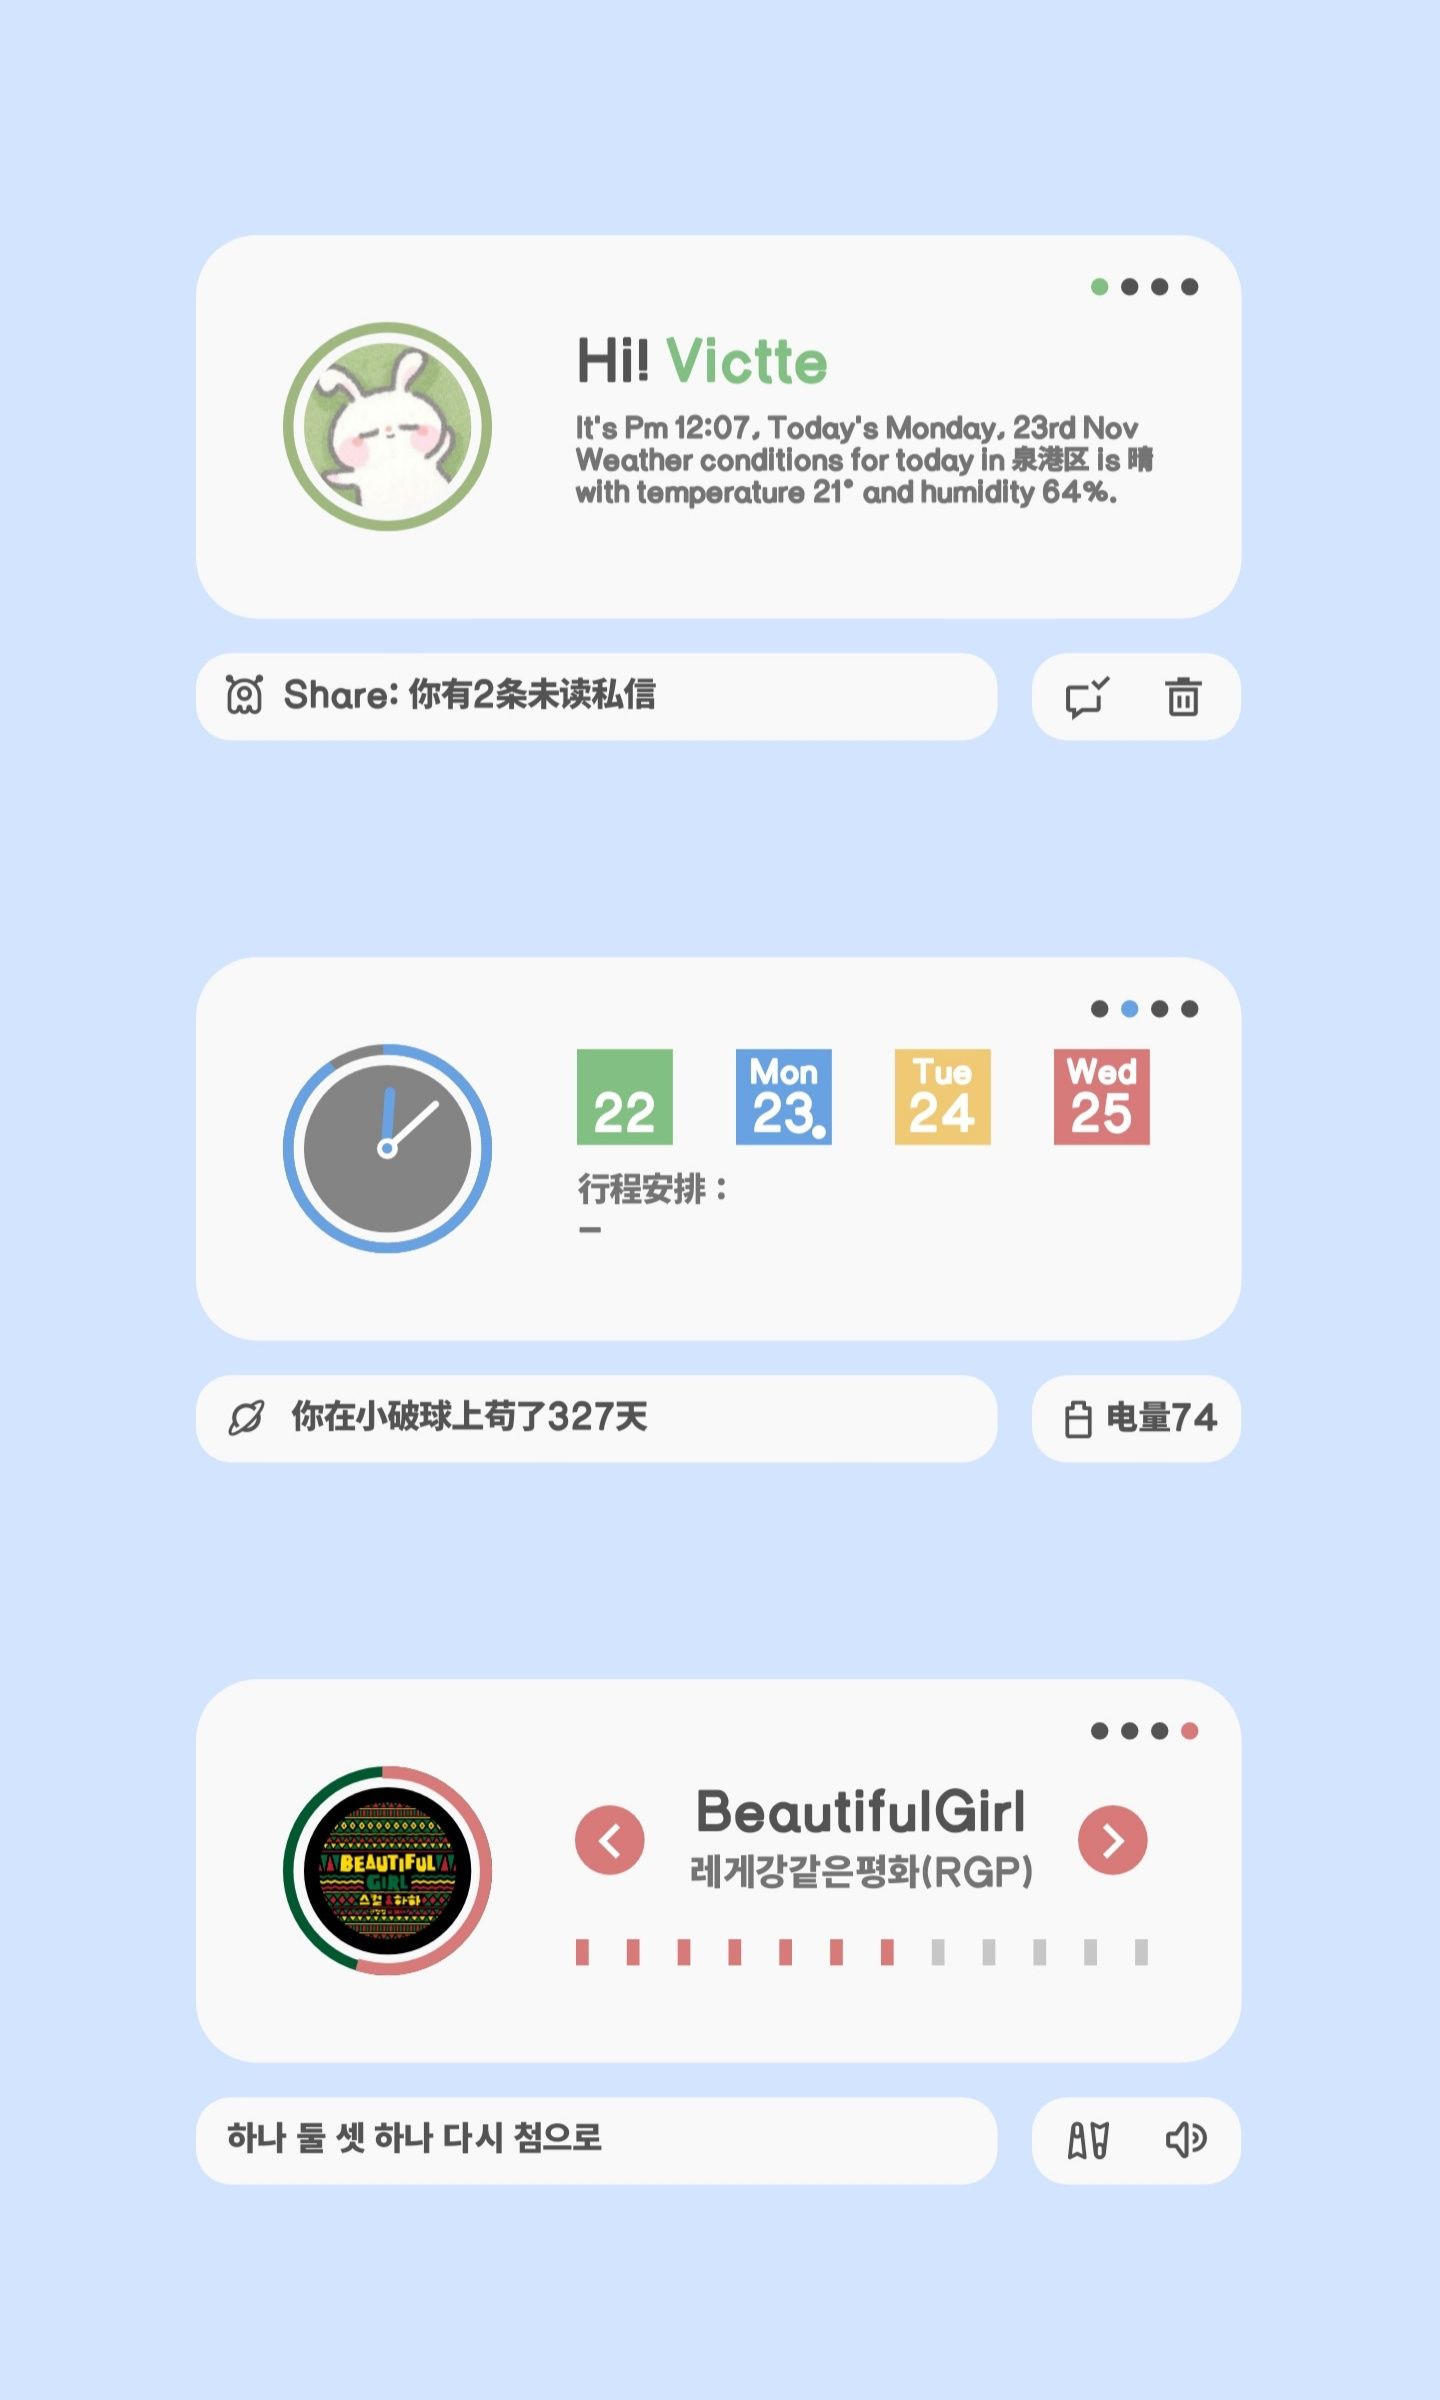 Hi! Victte
It's Pm 12:07, Today's Monday, 23rd Nov
Weather conditions for today in 泉港区 is 晴
with temperature 21° and humidity 64%.
Share: 你有2条未读私信
22
Mon
23
Tue
24
Wed
25
行程安排：
–
你在小破球上苟了327天
电量74
BeautifulGirl
레게강같은평화(RGP)
BEAUTIFUL
GIRL
스컬 & 하하
하나 둘 셋 하나 다시 첨으로